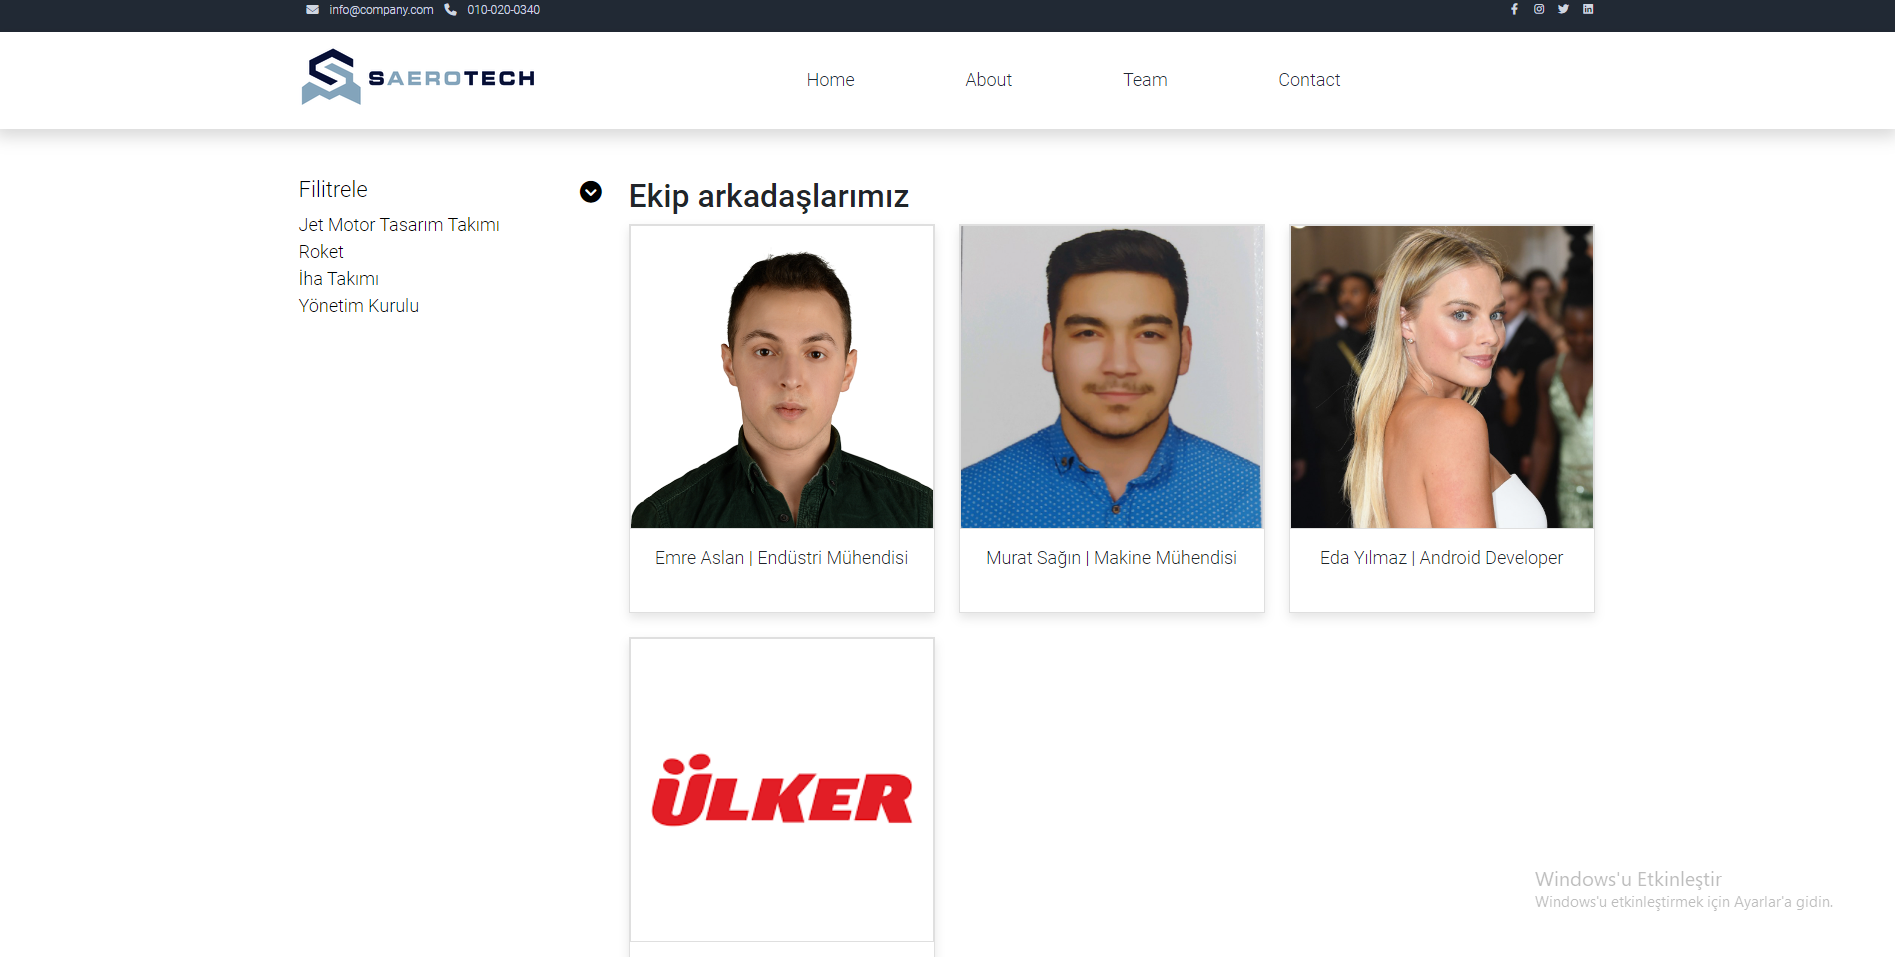 info@company.com 010-020-0340
SAEROTECH
Home About Team Contact
Filitrele
Jet Motor Tasarım Takımı
Roket
İha Takımı
Yönetim Kurulu
Ekip arkadaşlarımız
Emre Aslan | Endüstri Mühendisi
Murat Sağın | Makine Mühendisi
Eda Yılmaz | Android Developer
ÜLKER
Windows'u Etkinleştir
Windows'u etkinleştirmek için Ayarlar'a gidin.